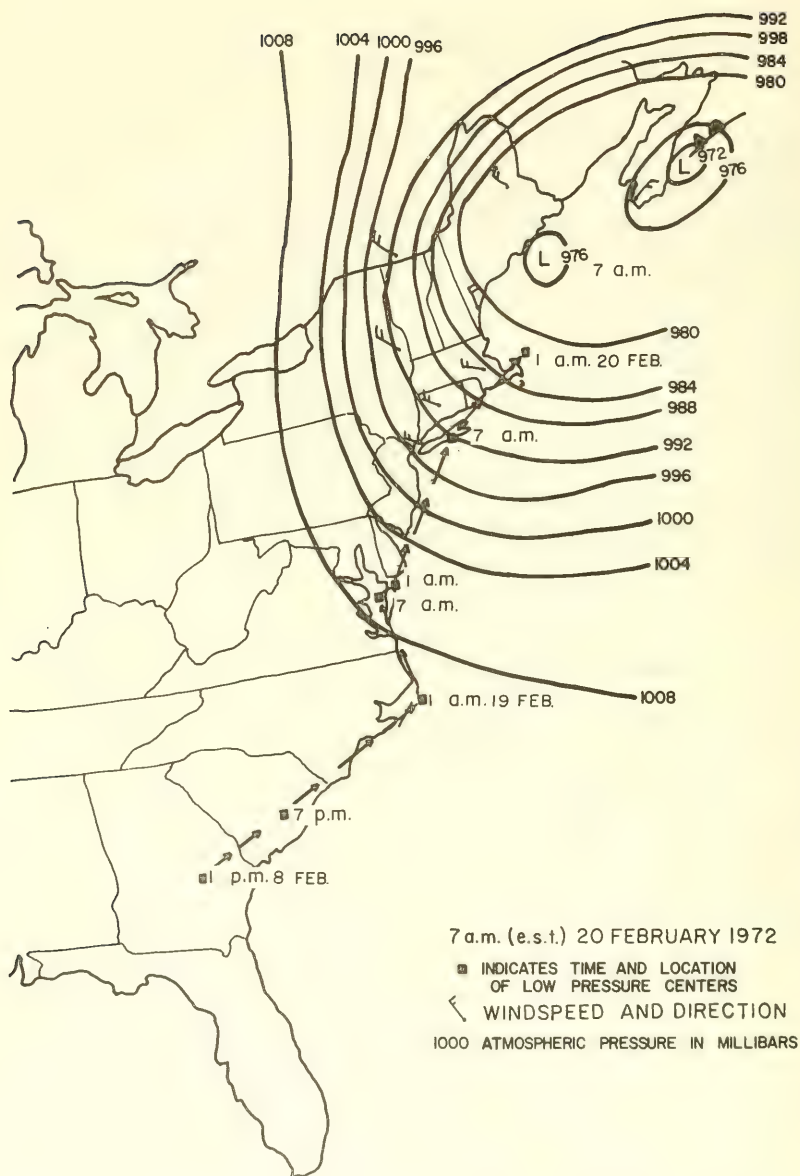 992
998
984
980
1008
1004
1000
996
L 972
976
L 976
7 a.m.
980
1 a.m. 20 FEB.
984
988
7 a.m.
992
996
1000
1004
1 a.m.
7 a.m.
1 a.m. 19 FEB.
1008
7 p.m.
1 p.m. 8 FEB.
7 a.m. (e.s.t.) 20 FEBRUARY 1972
INDICATES TIME AND LOCATION
OF LOW PRESSURE CENTERS
WINDSPEED AND DIRECTION
1000 ATMOSPHERIC PRESSURE IN MILLIBARS